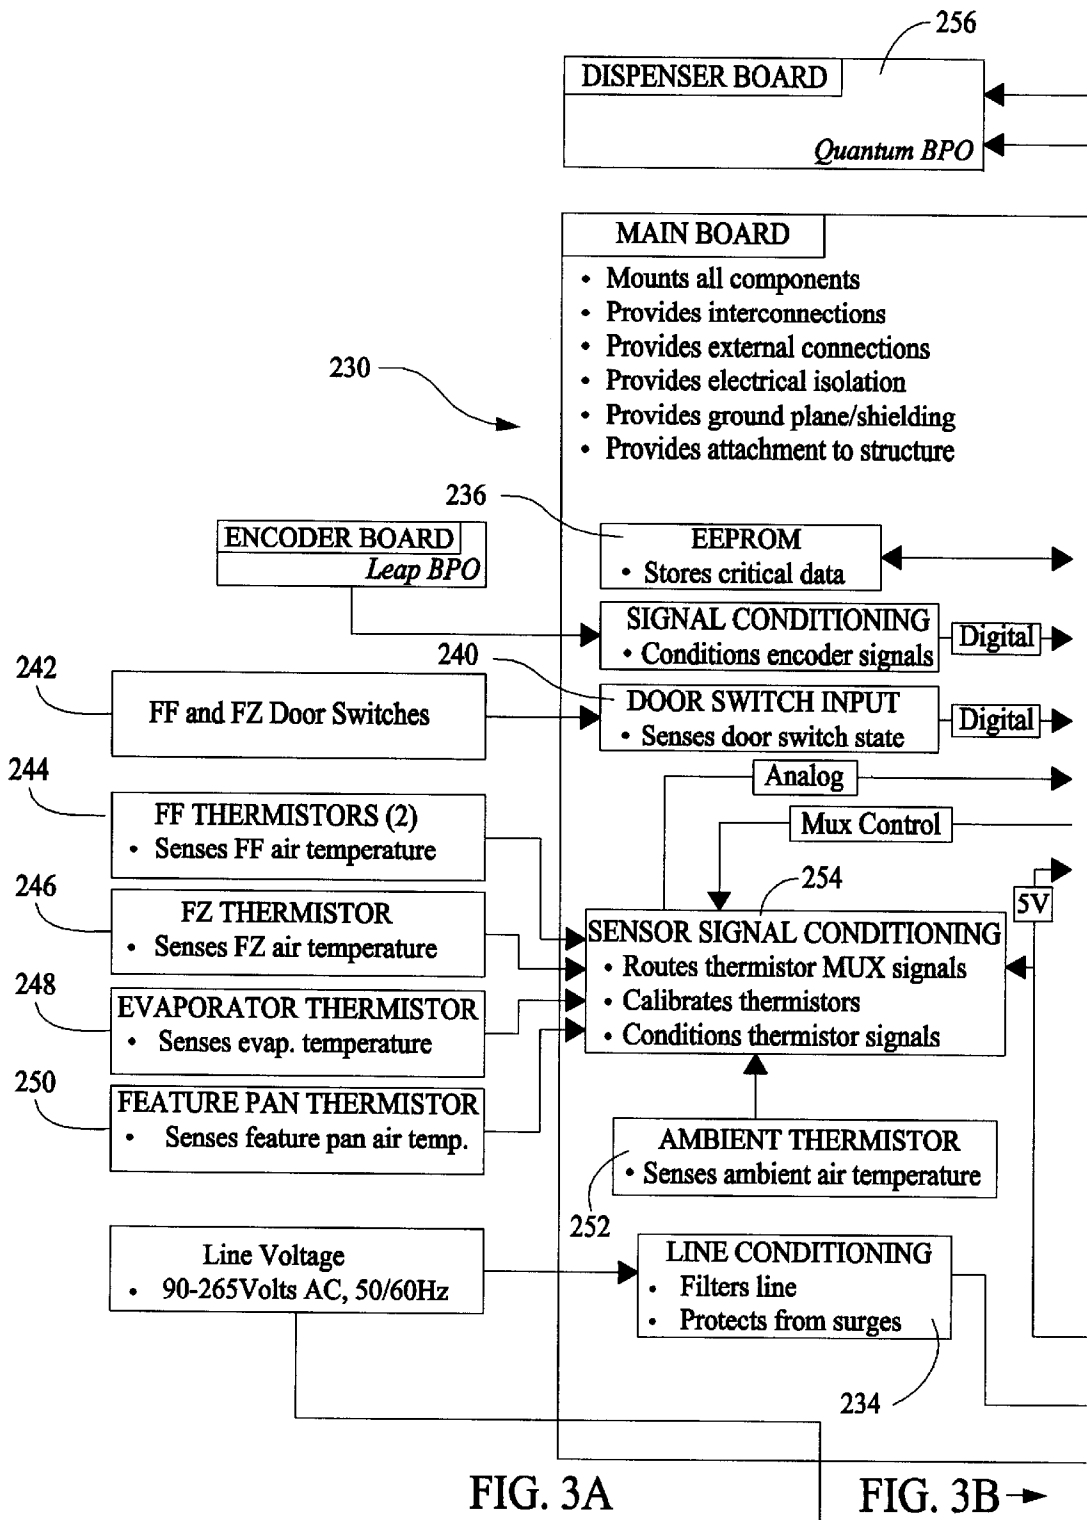 256
DISPENSER BOARD
Quantum BPO
MAIN BOARD
• Mounts all components
• Provides interconnections
• Provides external connections
• Provides electrical isolation
• Provides ground plane/shielding
• Provides attachment to structure
230
236
ENCODER BOARD
Leap BPO
EEPROM
• Stores critical data
SIGNAL CONDITIONING
• Conditions encoder signals
Digital
240
242
FF and FZ Door Switches
DOOR SWITCH INPUT
• Senses door switch state
Digital
Analog
Mux Control
244
FF THERMISTORS (2)
• Senses FF air temperature
246
FZ THERMISTOR
• Senses FZ air temperature
254
5V
SENSOR SIGNAL CONDITIONING
• Routes thermistor MUX signals
• Calibrates thermistors
• Conditions thermistor signals
248
EVAPORATOR THERMISTOR
• Senses evap. temperature
250
FEATURE PAN THERMISTOR
• Senses feature pan air temp.
AMBIENT THERMISTOR
• Senses ambient air temperature
252
Line Voltage
• 90-265Volts AC, 50/60Hz
LINE CONDITIONING
• Filters line
• Protects from surges
234
FIG. 3A
FIG. 3B